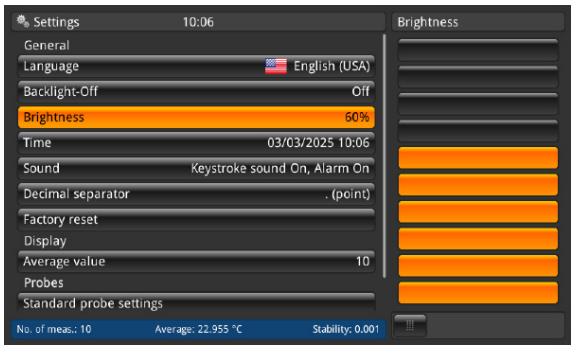 Settings 10:06 Brightness
General
Language English (USA)
Backlight-Off Off
Brightness 60%
Time 03/03/2025 10:06
Sound Keystroke sound On, Alarm On
Decimal separator . (point)
Factory reset
Display
Average value 10
Probes
Standard probe settings
No. of meas.: 10 Average: 22.955 °C Stability: 0.001